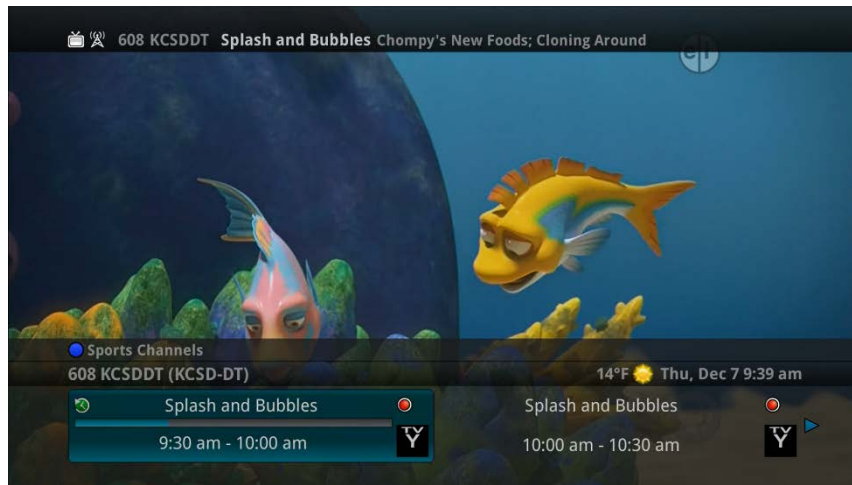 608 KCSDDT Splash and Bubbles Chompy's New Foods; Cloning Around
Sports Channels
608 KCSDDT (KCSD-DT) 14°F Thu, Dec 7 9:39 am
Splash and Bubbles Splash and Bubbles
9:30 am - 10:00 am TV Y 10:00 am - 10:30 am TV Y